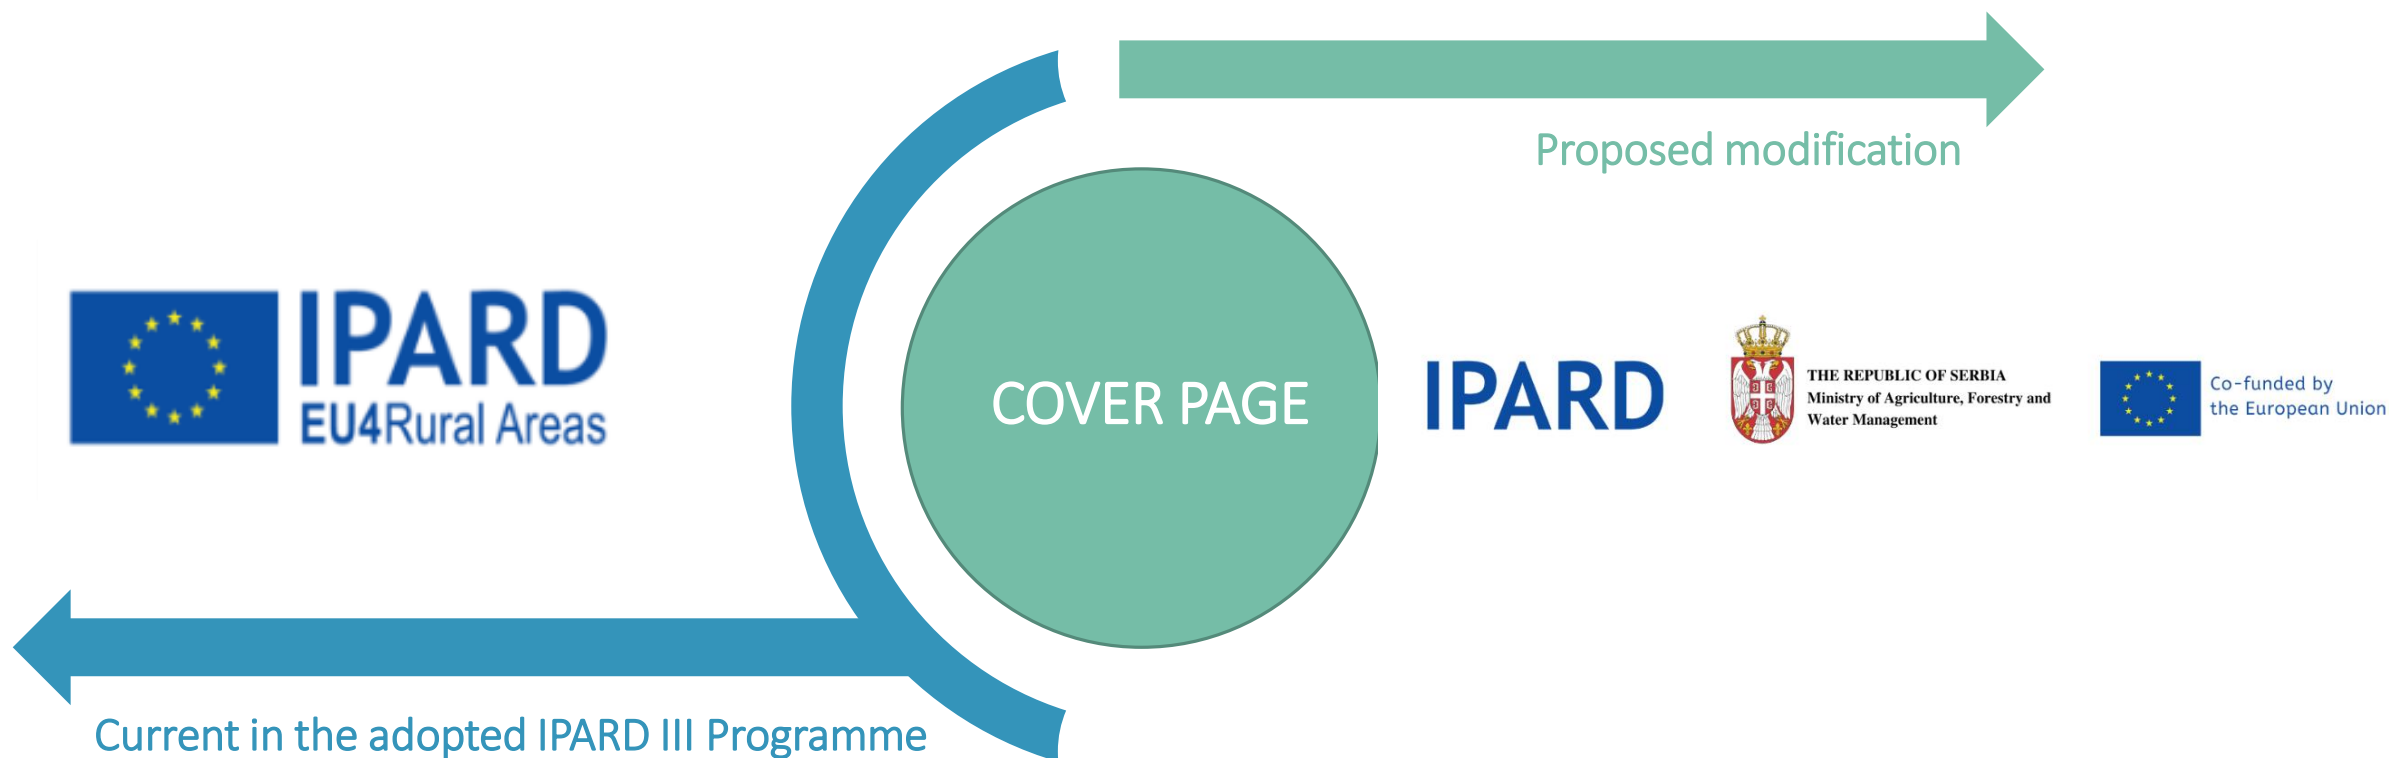 Proposed modification
IPARD
EU4Rural Areas
COVER PAGE
IPARD
THE REPUBLIC OF SERBIA
Ministry of Agriculture, Forestry and
Water Management
Co-funded by
the European Union
Current in the adopted IPARD III Programme